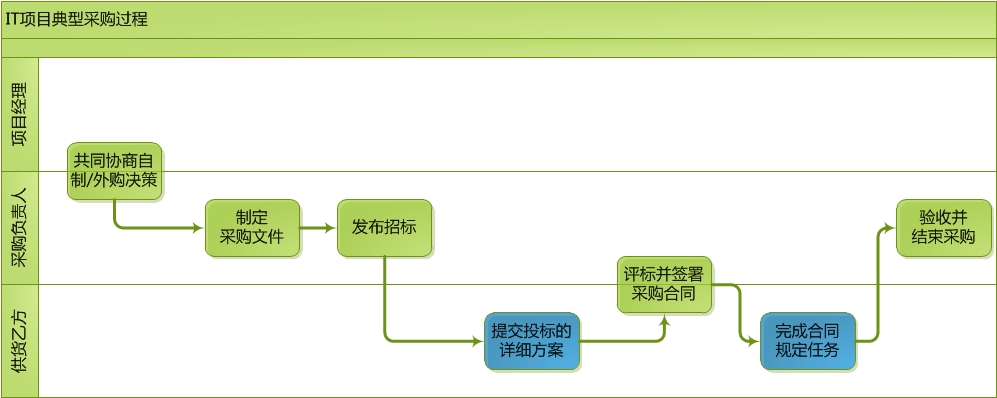 IT项目典型采购过程
项目经理
共同协商自
制/外购决策
采购负责人
制定
采购文件
发布招标
验收并
结束采购
评标并签署
采购合同
供货乙方
提交投标的
详细方案
完成合同
规定任务